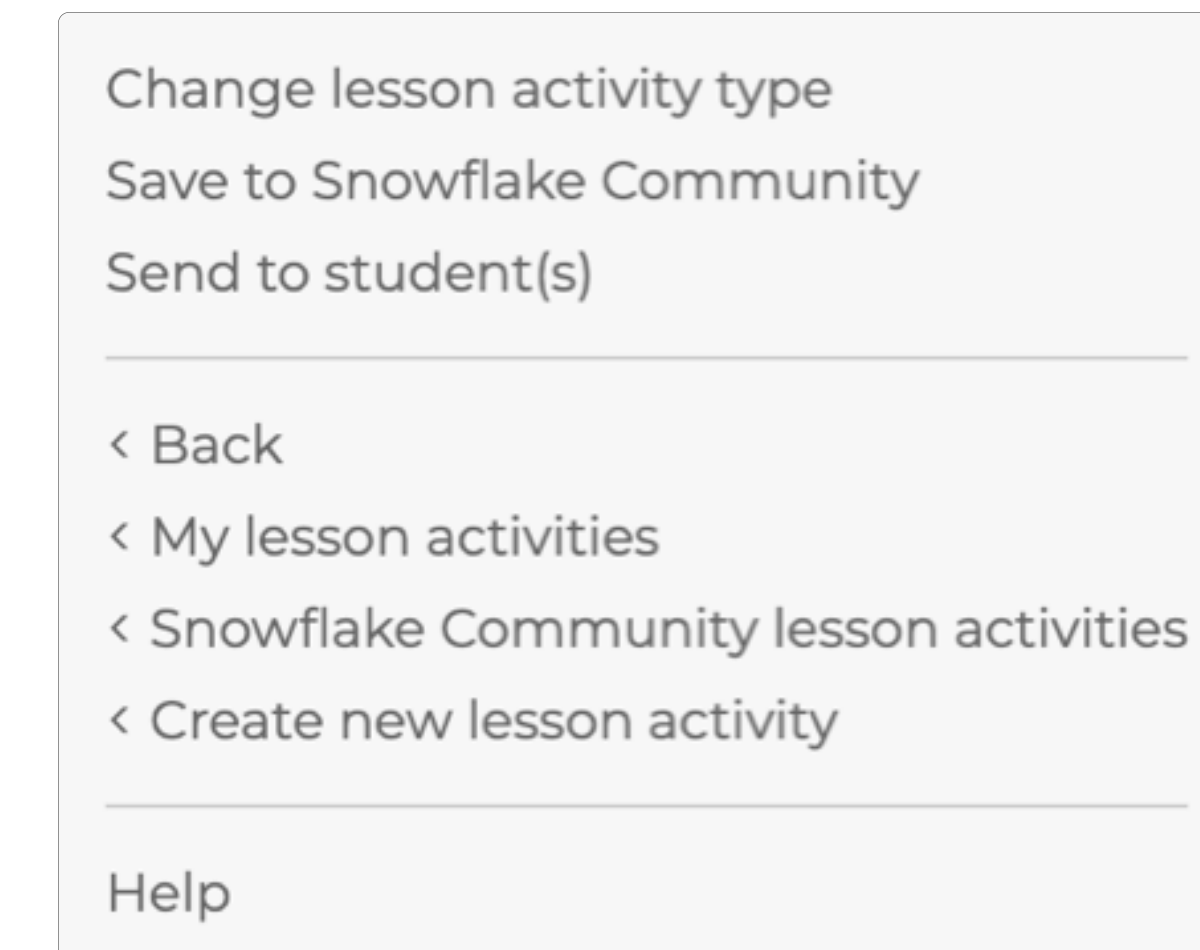 Change lesson activity type
Save to Snowflake Community
Send to student(s)
< Back
< My lesson activities
< Snowflake Community lesson activities
< Create new lesson activity
Help